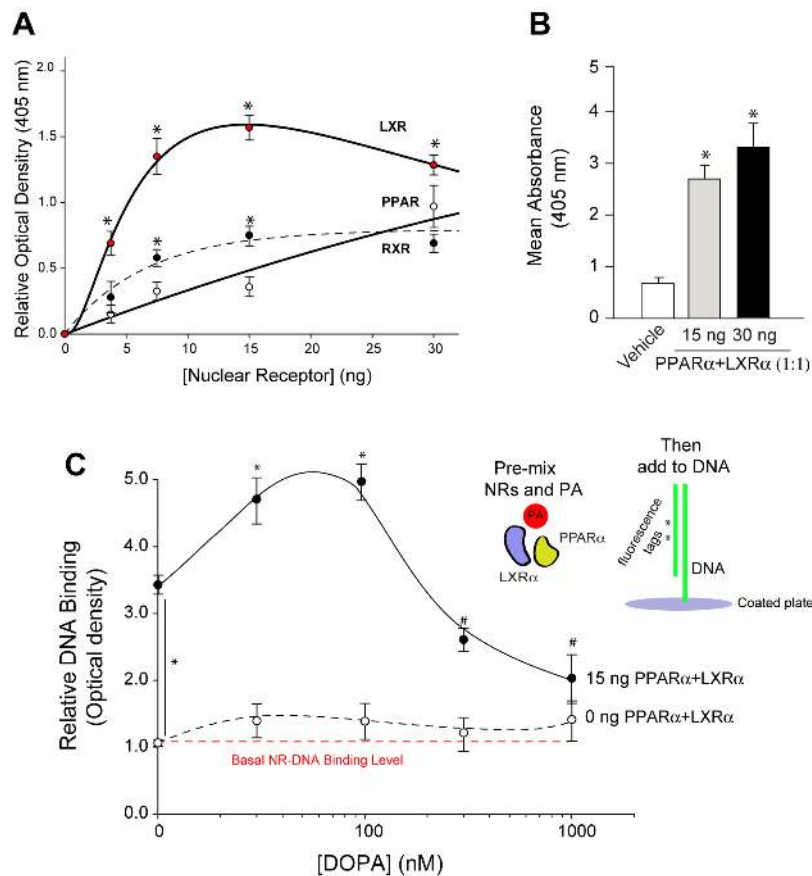 A
Relative Optical Densitry (405 nm)
2.0
1.5
1.0
0.5
0.0
0
5
10
15
20
25
30
[Nuclear Receptor] (ng)
LXR
PPAR
RXR
*
*
*
*
*
*
B
Mean Absorbance
(405 nm)
5
4
3
2
1
0
*
*
Vehicle
15 ng 30 ng
PPARα+LXRα (1:1)
C
Relative DNA Binding
(Optical density)
5.0
4.0
3.0
2.0
1.0
0.0
*
*
*
#
#
Basal NR-DNA Binding Level
15 ng PPARα+LXRα
0 ng PPARα+LXRα
0
100
1000
[DOPA] (nM)
Pre-mix
NRs and PA
PA
PPARα
LXRα
Then
add to DNA
fluorescence
tags
*
*
DNA
Coated plate